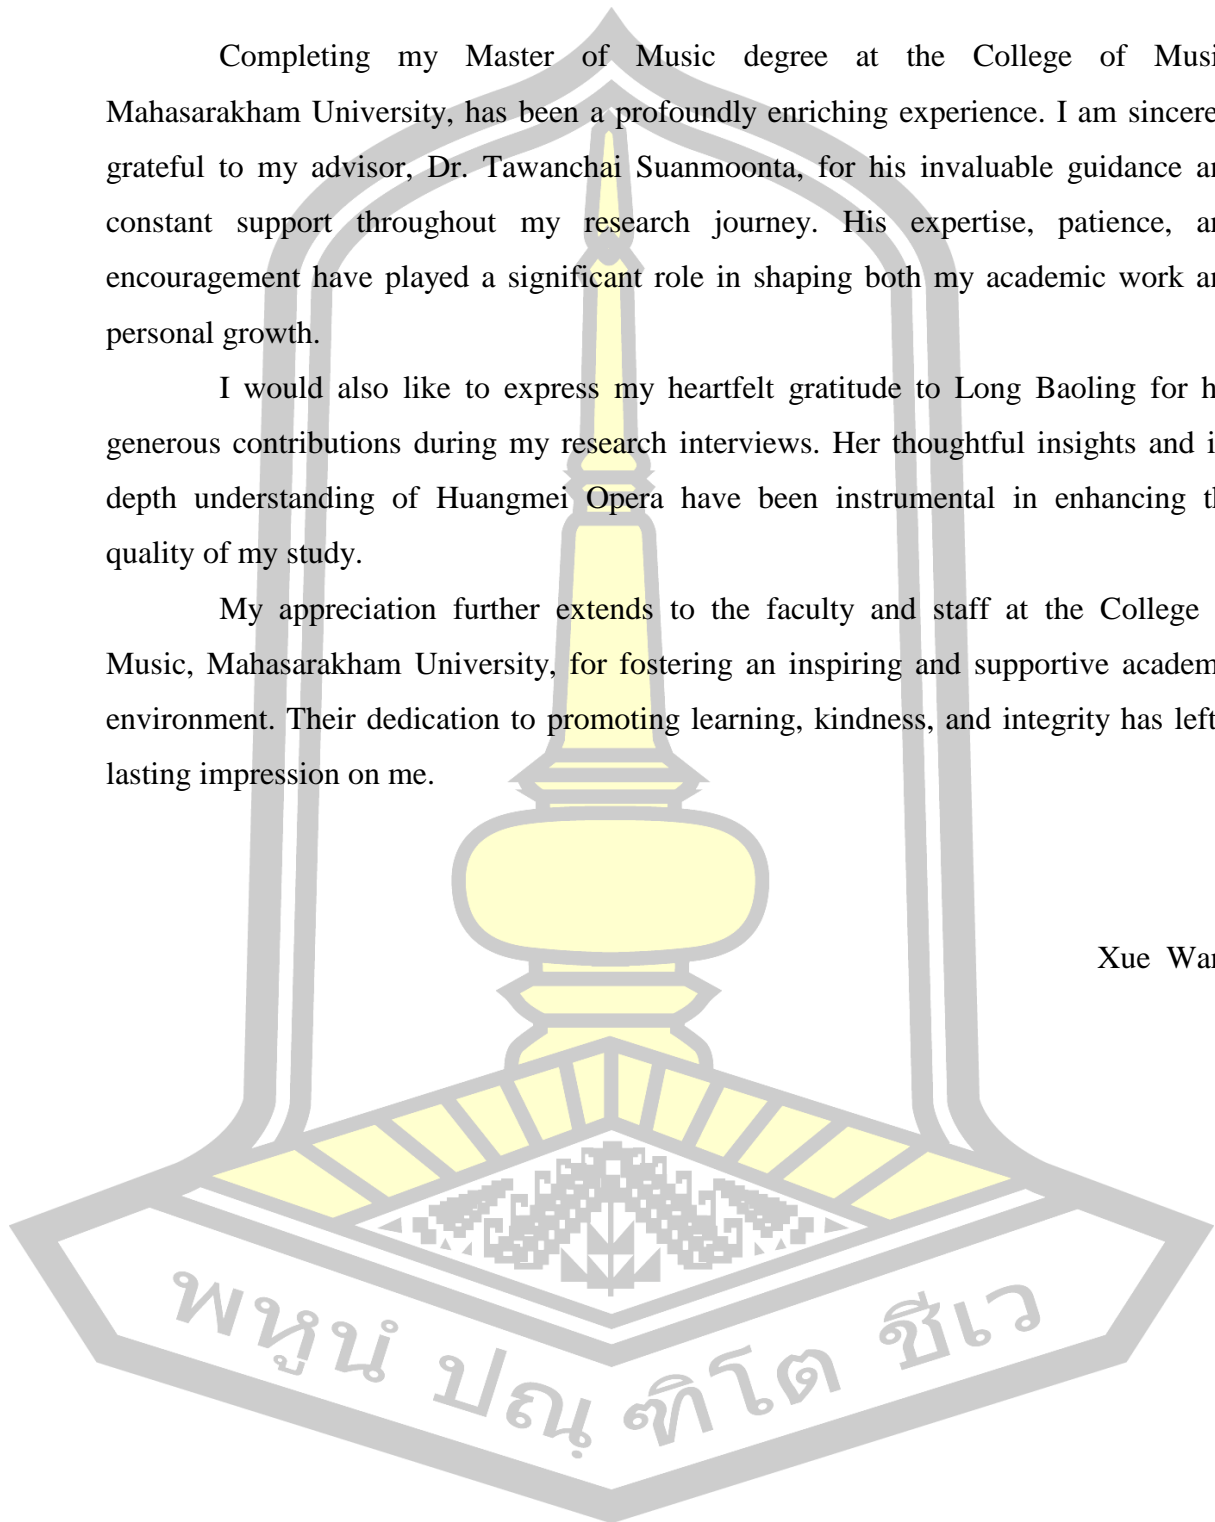 Completing my Master of Music degree at the College of Musi
Mahasarakham University, has been a profoundly enriching experience. I am sincere
grateful to my advisor, Dr. Tawanchai Suanmoonta, for his invaluable guidance an
constant support throughout my research journey. His expertise, patience, an
encouragement have played a significant role in shaping both my academic work an
personal growth.
I would also like to express my heartfelt gratitude to Long Baoling for h
generous contributions during my research interviews. Her thoughtful insights and i
depth understanding of Huangmei Opera have been instrumental in enhancing th
quality of my study.
My appreciation further extends to the faculty and staff at the College
Music, Mahasarakham University, for fostering an inspiring and supportive academ
environment. Their dedication to promoting learning, kindness, and integrity has left
lasting impression on me.
Xue Wan
พหูนํ ปณฺ ฑิโต ชีเว